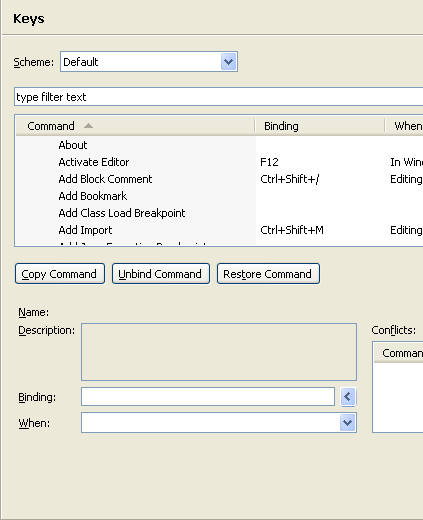 Keys
Scheme: Default
type filter text
Command Binding When
About
Activate Editor F12 In Win
Add Block Comment Ctrl+Shift+/ Editing
Add Bookmark
Add Class Load Breakpoint
Add Import Ctrl+Shift+M Editing
Copy Command Unbind Command Restore Command
Name:
Description: Conflicts:
Comman
Binding:
When: